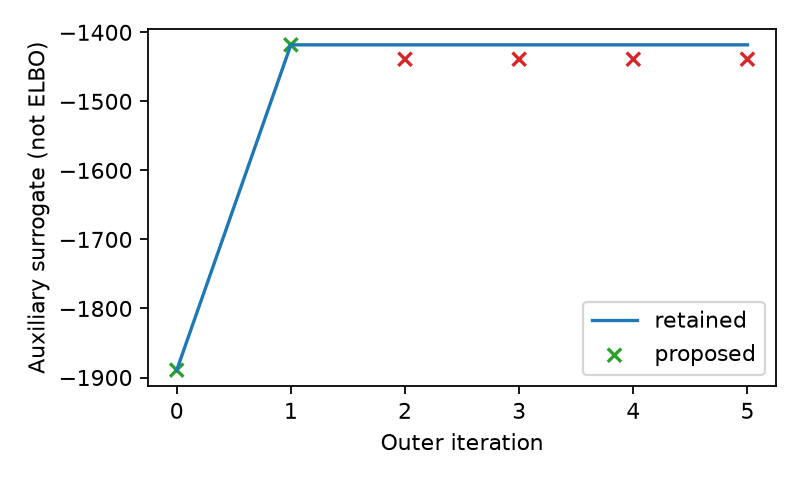 Auxiliary surrogate (not ELBO)
−1400
−1500
−1600
−1700
−1800
−1900
retained
proposed
0 1 2 3 4 5
Outer iteration